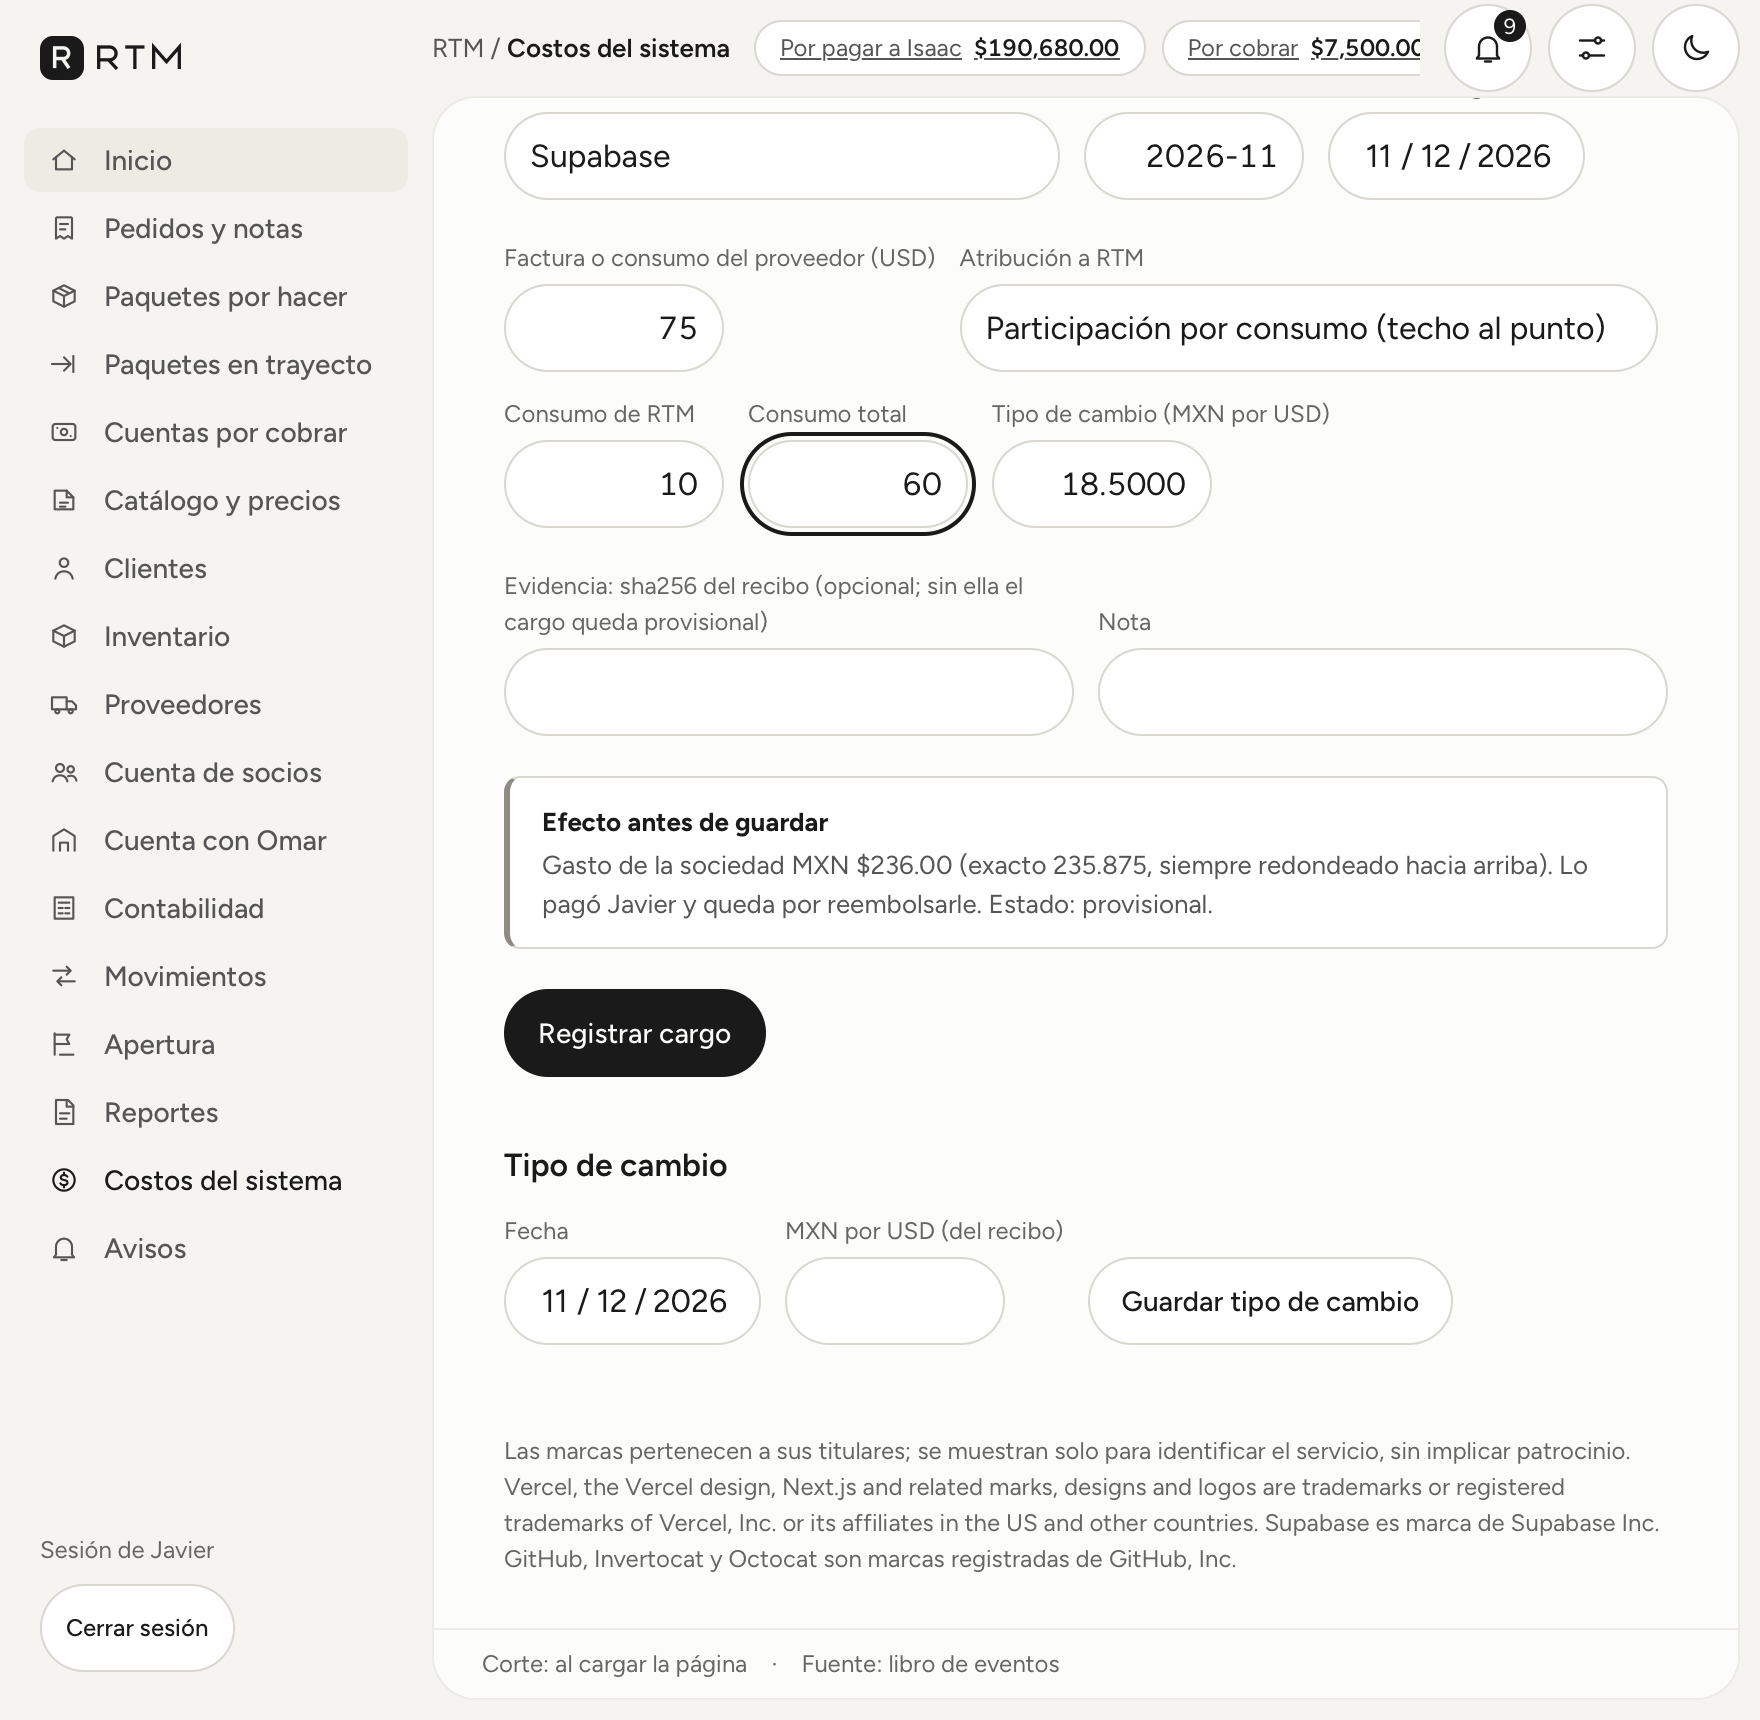 R RTM
Inicio
Pedidos y notas
Paquetes por hacer
Paquetes en trayecto
Cuentas por cobrar
Catálogo y precios
Clientes
Inventario
Proveedores
Cuenta de socios
Cuenta con Omar
Contabilidad
Movimientos
Apertura
Reportes
Costos del sistema
Avisos
Sesión de Javier
Cerrar sesión
RTM / Costos del sistema
Por pagar a Isaac $190,680.00
Por cobrar $7,500.00
9
Supabase
2026-11
11 / 12 / 2026
Factura o consumo del proveedor (USD)
Atribución a RTM
75
Participación por consumo (techo al punto)
Consumo de RTM
Consumo total
Tipo de cambio (MXN por USD)
10
60
18.5000
Evidencia: sha256 del recibo (opcional; sin ella el
cargo queda provisional)
Nota
Efecto antes de guardar
Gasto de la sociedad MXN $236.00 (exacto 235.875, siempre redondeado hacia arriba). Lo
pagó Javier y queda por reembolsarle. Estado: provisional.
Registrar cargo
Tipo de cambio
Fecha
MXN por USD (del recibo)
11 / 12 / 2026
Guardar tipo de cambio
Las marcas pertenecen a sus titulares; se muestran solo para identificar el servicio, sin implicar patrocinio.
Vercel, the Vercel design, Next.js and related marks, designs and logos are trademarks or registered
trademarks of Vercel, Inc. or its affiliates in the US and other countries. Supabase es marca de Supabase Inc.
GitHub, Invertocat y Octocat son marcas registradas de GitHub, Inc.
Corte: al cargar la página · Fuente: libro de eventos